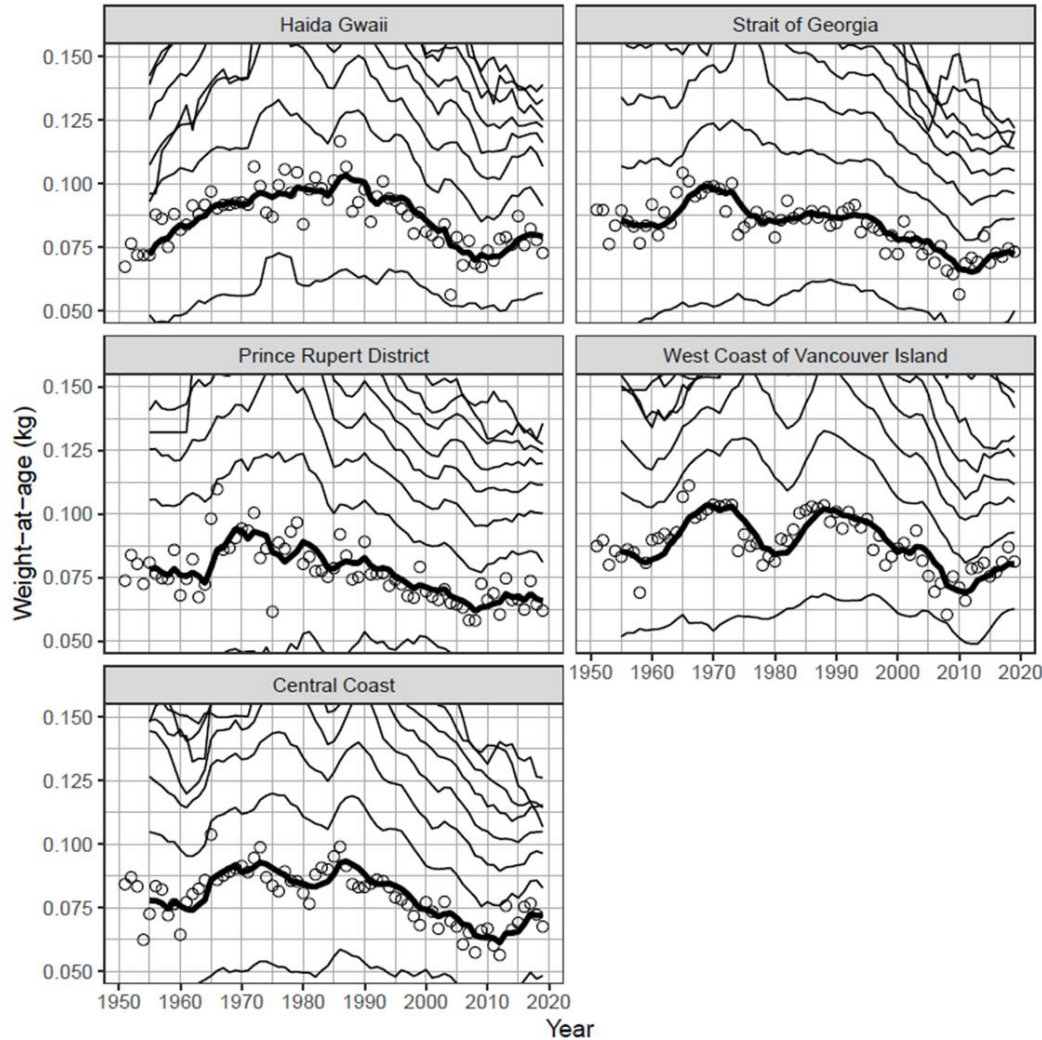 Haida Gwaii
Strait of Georgia
0.150
0.125
0.100
0.075
0.050
Prince Rupert District
West Coast of Vancouver Island
0.150
0.125
0.100
0.075
0.050
1950 1960 1970 1980 1990 2000 2010 2020
Central Coast
0.150
0.125
0.100
0.075
0.050
1950 1960 1970 1980 1990 2000 2010 2020
Weight-at-age (kg)
Year